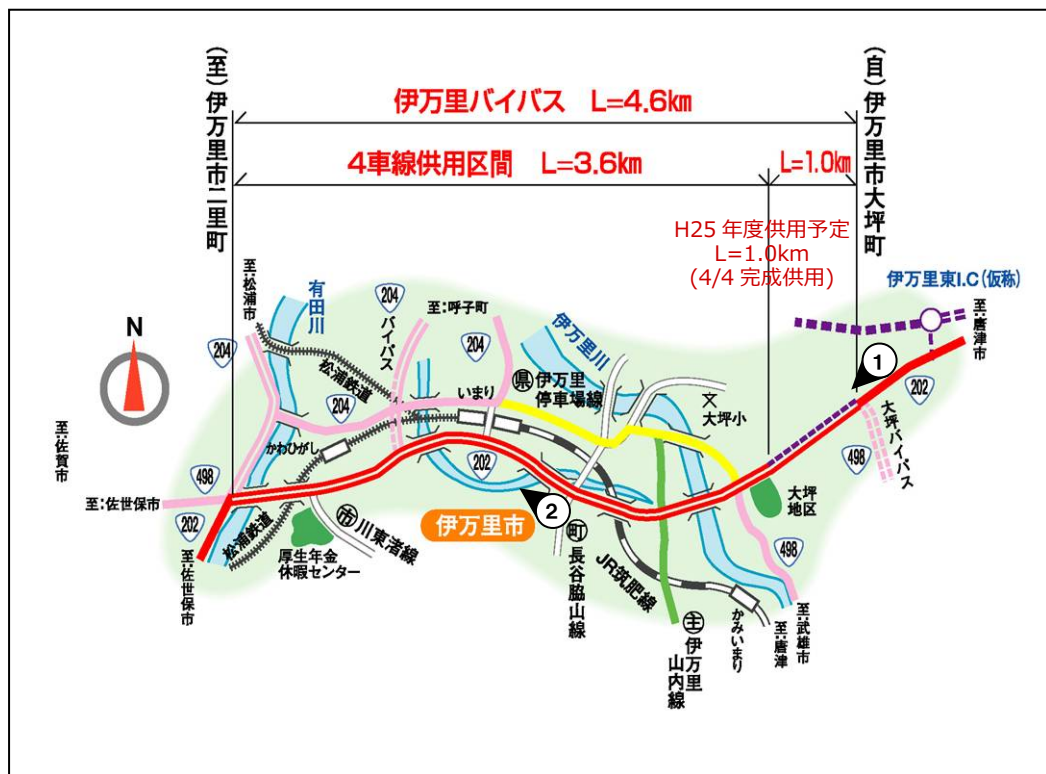 (至)伊万里市二里町
(自)伊万里市大坪町
伊万里バイパス L=4.6km
4車線供用区間 L=3.6km
L=1.0km
H25 年度供用予定
L=1.0km
(4/4 完成供用)
伊万里東I.C(仮称)
至:唐津市
至:松浦市
有田川
204
バイパス
至:呼子町
204
伊万里川
N
204
松浦鉄道
204
いまり
県伊万里
停車場線
文
大坪小
1
202
大坪バイパス
498
至:佐賀市
かわひがし
202
498
至:佐世保市
202
松浦鉄道
至:佐世保市
市川東渚線
厚生年金
休暇センター
伊万里市
2
町長谷脇山線
JR筑肥線
大坪
地区
498
主伊万里
山内線
かみいまり
至:唐津
至:武雄市